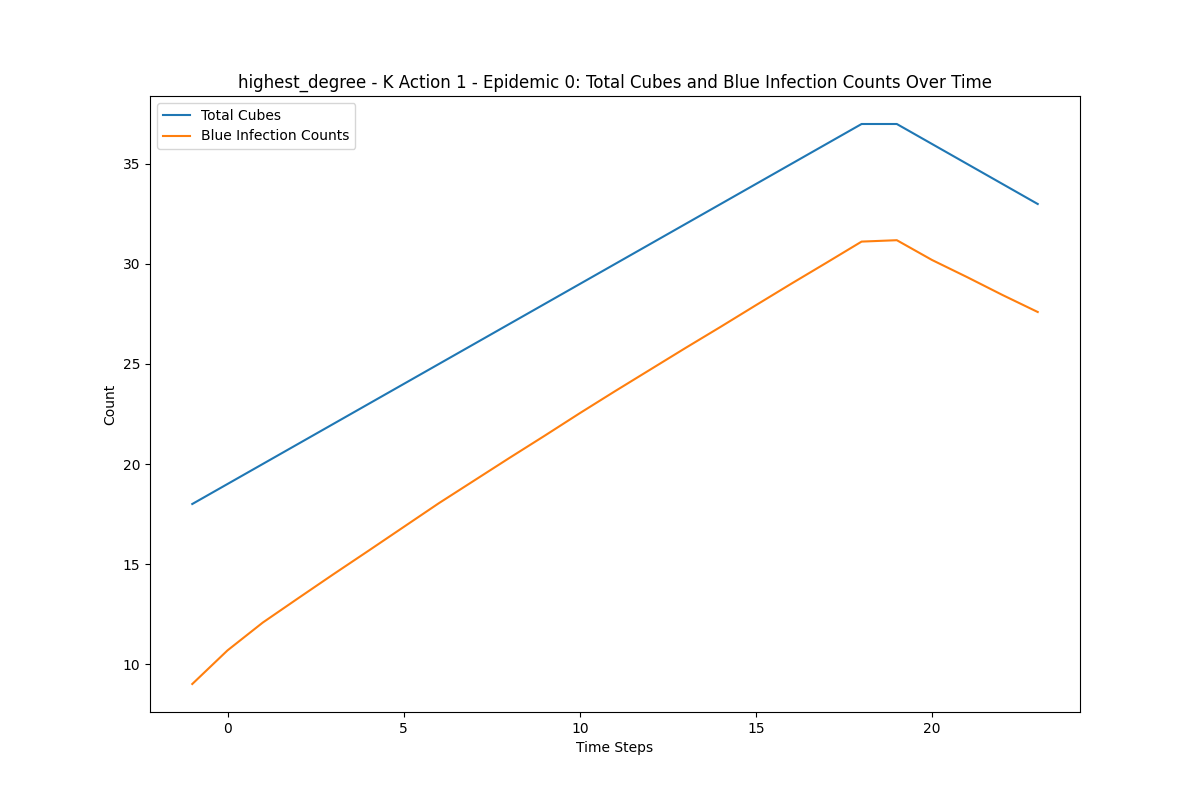 highest_degree - K Action 1 - Epidemic 0: Total Cubes and Blue Infection Counts Over Time
Total Cubes
Blue Infection Counts
35
30
25
20
15
10
Count
0 5 10 15 20
Time Steps